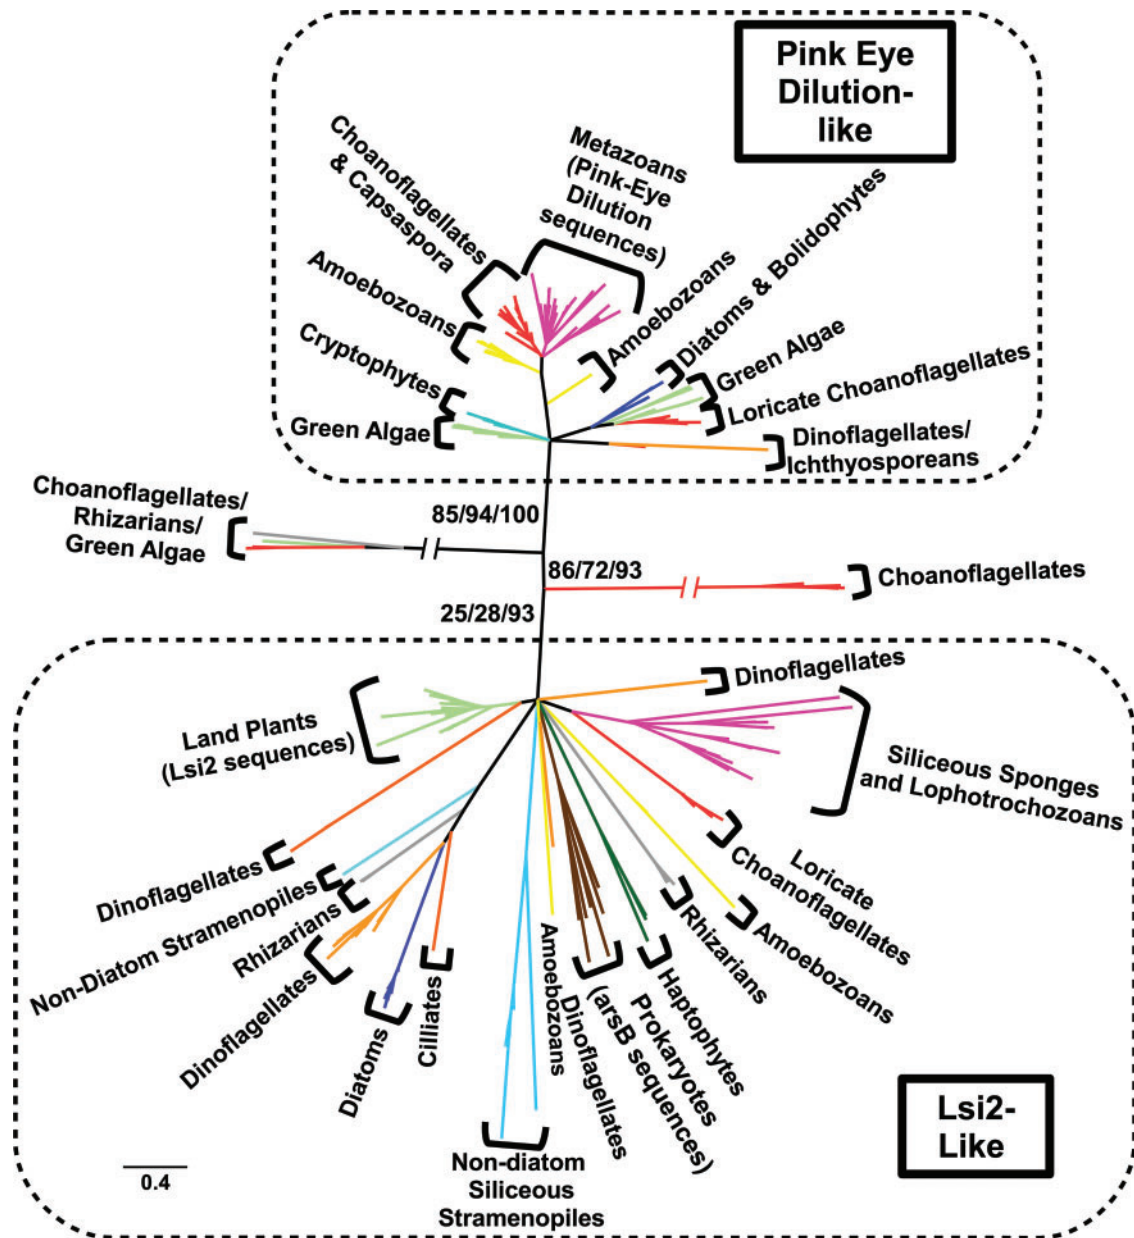 Pink Eye
Dilution-
like
Choanoflagellates
& Capsaspora
Metazoans
(Pink-Eye
Dilution
sequences)
Amoebozoans
Amoebozoans
Diatoms & Bolidophytes
Cryptophytes
Green Algae
Green Algae
Loricate Choanoflagellates
Dinoflagellates/
Ichthyosporeans
Choanoflagellates/
Rhizarians/
Green Algae
85/94/100
86/72/93
Choanoflagellates
25/28/93
Dinoflagellates
Land Plants
(Lsi2 sequences)
Siliceous Sponges
and Lophotrochozoans
Dinoflagellates
Non-Diatom Stramenopiles
Rhizarians
Dinoflagellates
Diatoms
Cilliates
Non-diatom
Siliceous
Stramenopiles
Amoebozoans
Dinoflagellates
Prokaryotes
(arsB sequences)
Haptophytes
Rhizarians
Amoebozoans
Loricate
Choanoflagellates
Lsi2-
Like
0.4